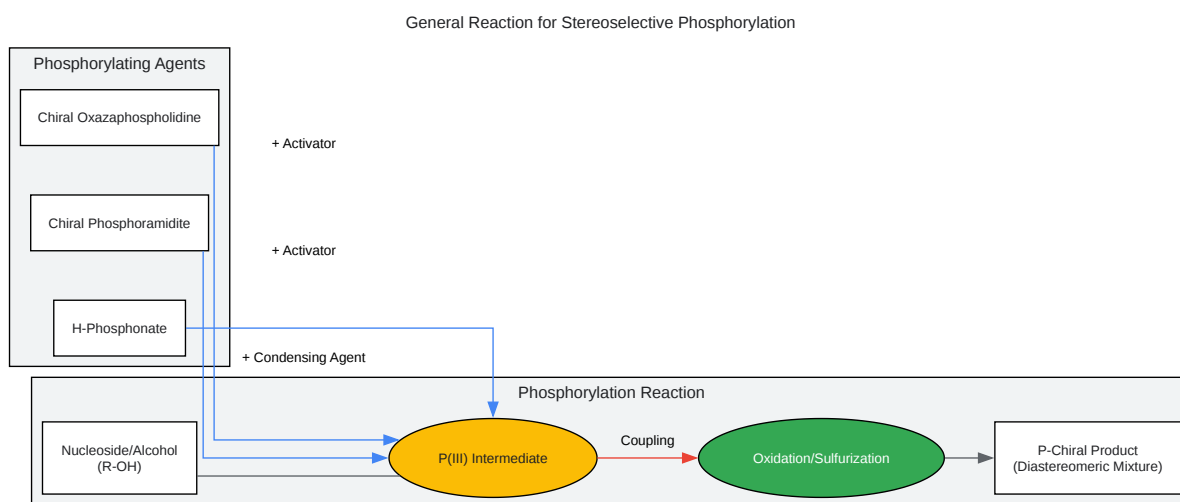 General Reaction for Stereoselective Phosphorylation
Phosphorylating Agents
Chiral Oxazaphospholidine
+ Activator
Chiral Phosphoramidite
+ Activator
H-Phosphonate
+ Condensing Agent
Phosphorylation Reaction
Nucleoside/Alcohol
(R-OH)
P(III) Intermediate
Coupling
Oxidation/Sulfurization
P-Chiral Product
(Diastereomeric Mixture)